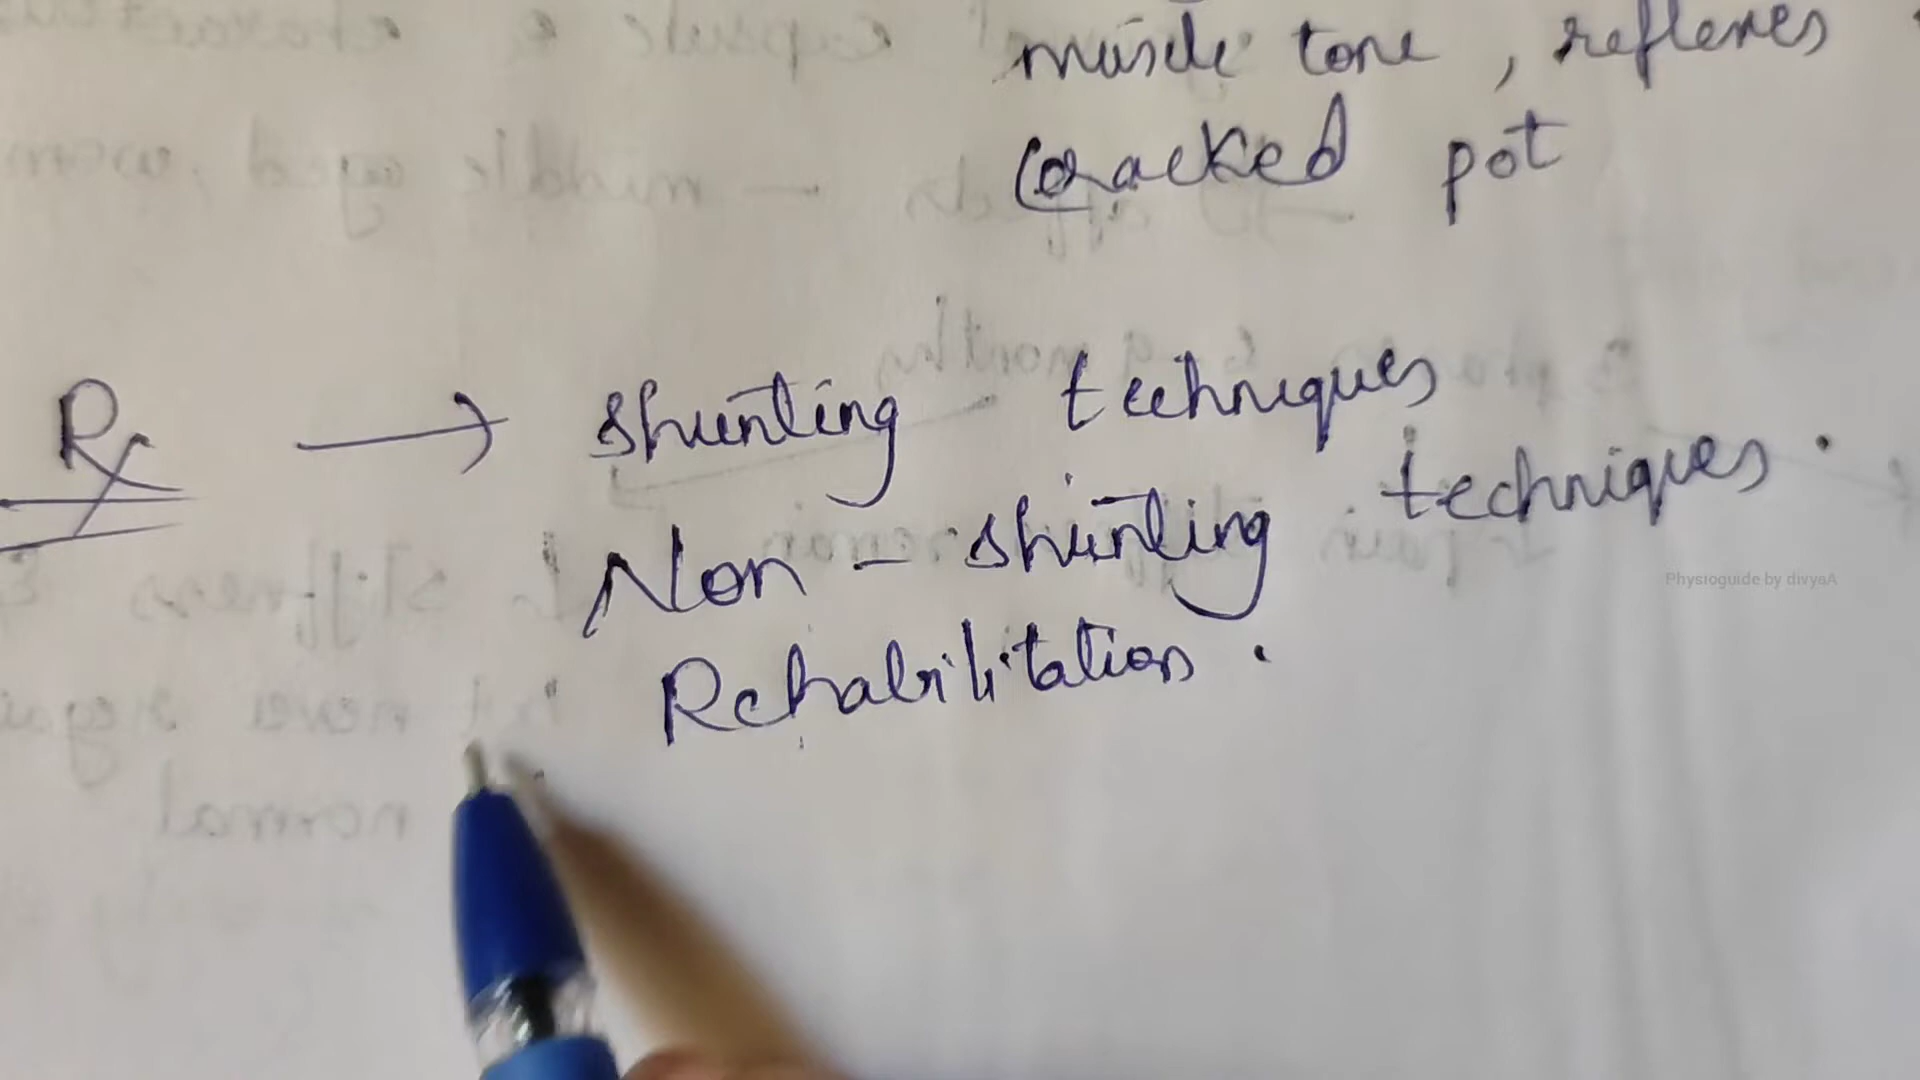 muscle tone, reflexes
Cracked pot
Rx → Shunting techniques
Non-shunting techniques.
Rehabilitation.
Physioguide by divyaA